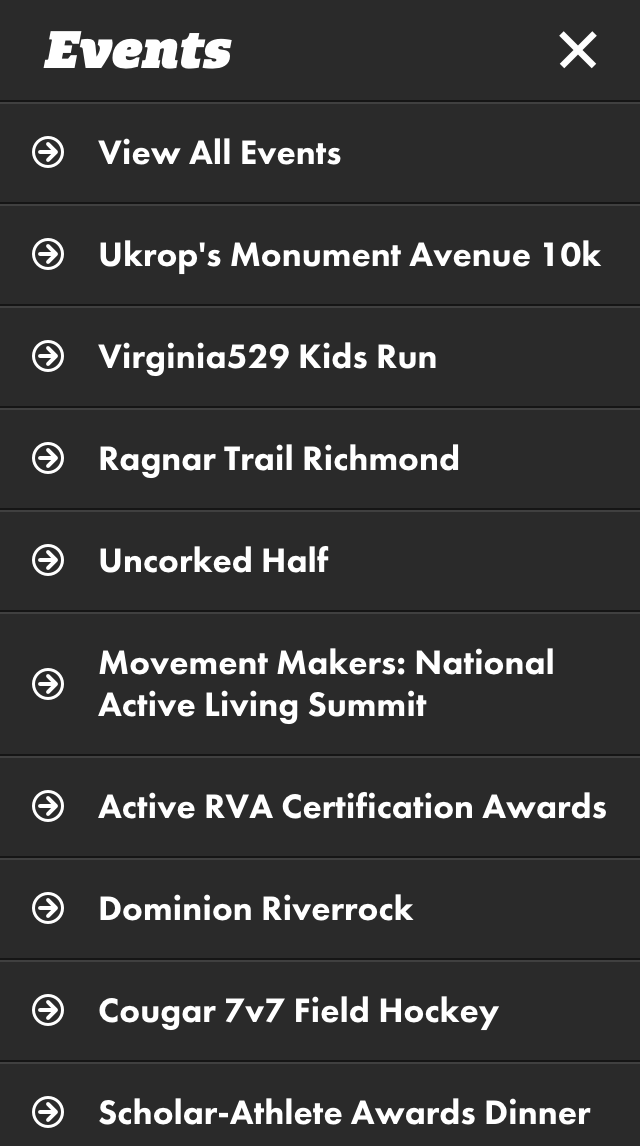 Events
View All Events
Ukrop's Monument Avenue 10k
Virginia529 Kids Run
Ragnar Trail Richmond
Uncorked Half
Movement Makers: National
Active Living Summit
Active RVA Certification Awards
Dominion Riverrock
Cougar 7v7 Field Hockey
Scholar-Athlete Awards Dinner